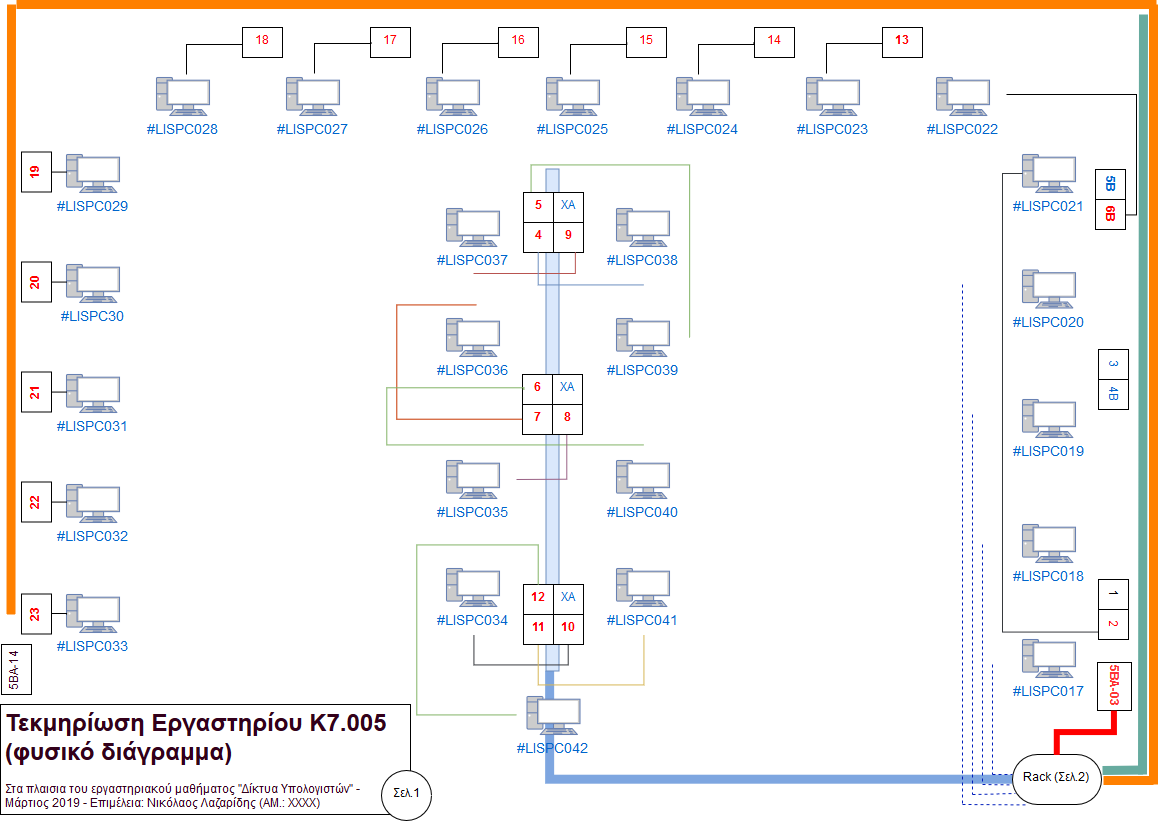 18
17
16
15
14
13
#LISPC028
#LISPC027
#LISPC026
#LISPC025
#LISPC024
#LISPC023
#LISPC022
19
#LISPC029
20
#LISPC30
21
#LISPC031
22
#LISPC032
23
#LISPC033
5BA-14
5
XA
4
9
#LISPC037
#LISPC038
#LISPC036
#LISPC039
6
XA
7
8
#LISPC035
#LISPC040
12
XA
11
10
#LISPC034
#LISPC041
#LISPC042
#LISPC021
5B
6B
#LISPC020
3
4B
#LISPC019
#LISPC018
1
2
#LISPC017
5BA-03
Rack (Σελ.2)
Τεκμηρίωση Εργαστηρίου Κ7.005
(φυσικό διάγραμμα)
Στα πλαισια του εργαστηριακού μαθήματος "Δίκτυα Υπολογιστών" -
Μάρτιος 2019 - Επιμέλεια: Νικόλαος Λαζαρίδης (ΑΜ.: ΧΧΧΧ)
Σελ.1